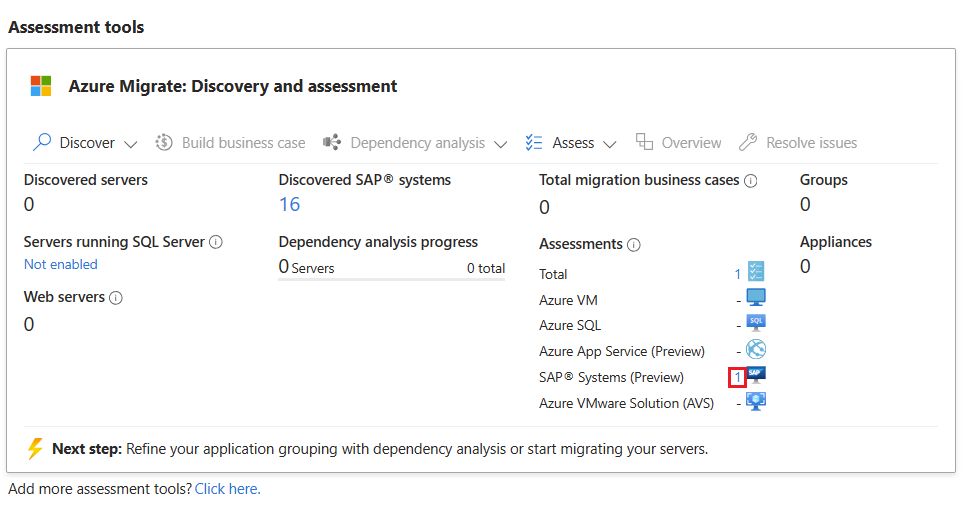 Assessment tools
Azure Migrate: Discovery and assessment
Discover Build business case Dependency analysis Assess Overview Resolve issues
Discovered servers
0
Discovered SAP® systems
16
Total migration business cases
0
Groups
0
Servers running SQL Server
Not enabled
Dependency analysis progress
0 Servers 0 total
Assessments
Total 1
Azure VM -
Azure SQL - SQL
Azure App Service (Preview) -
SAP® Systems (Preview) 1 SAP
Azure VMware Solution (AVS) -
Appliances
0
Web servers
0
Next step: Refine your application grouping with dependency analysis or start migrating your servers.
Add more assessment tools? Click here.